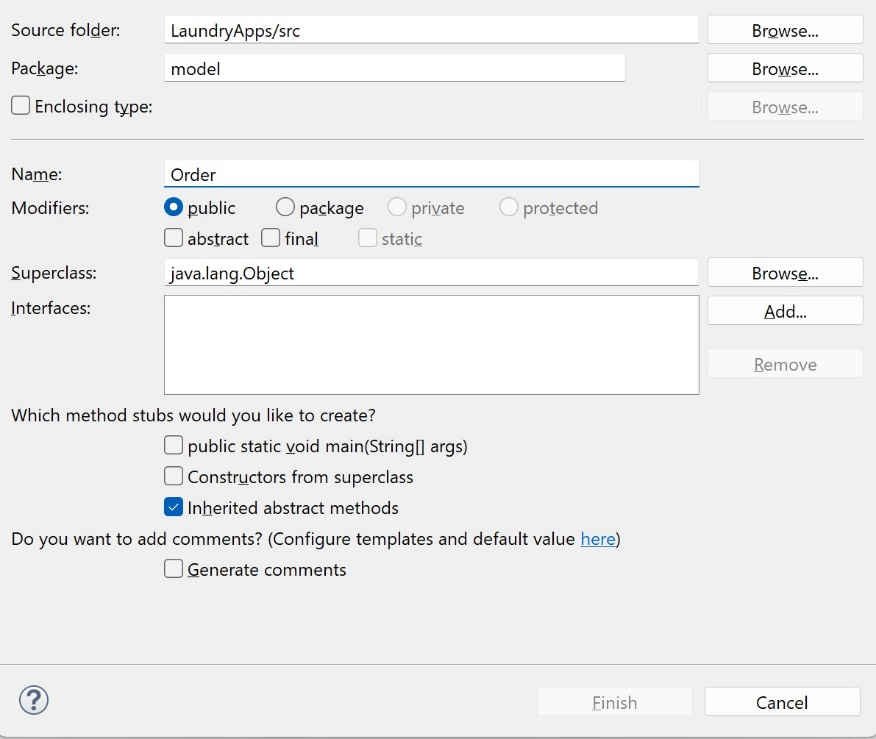 Source folder: LaundryApps/src Browse...
Package: model Browse...
Enclosing type: Browse...
Name: Order
Modifiers: public package private protected
abstract final static
Superclass: java.lang.Object Browse...
Interfaces: Add...
Remove
Which method stubs would you like to create?
public static void main(String[] args)
Constructors from superclass
Inherited abstract methods
Do you want to add comments? (Configure templates and default value here)
Generate comments
? Finish Cancel